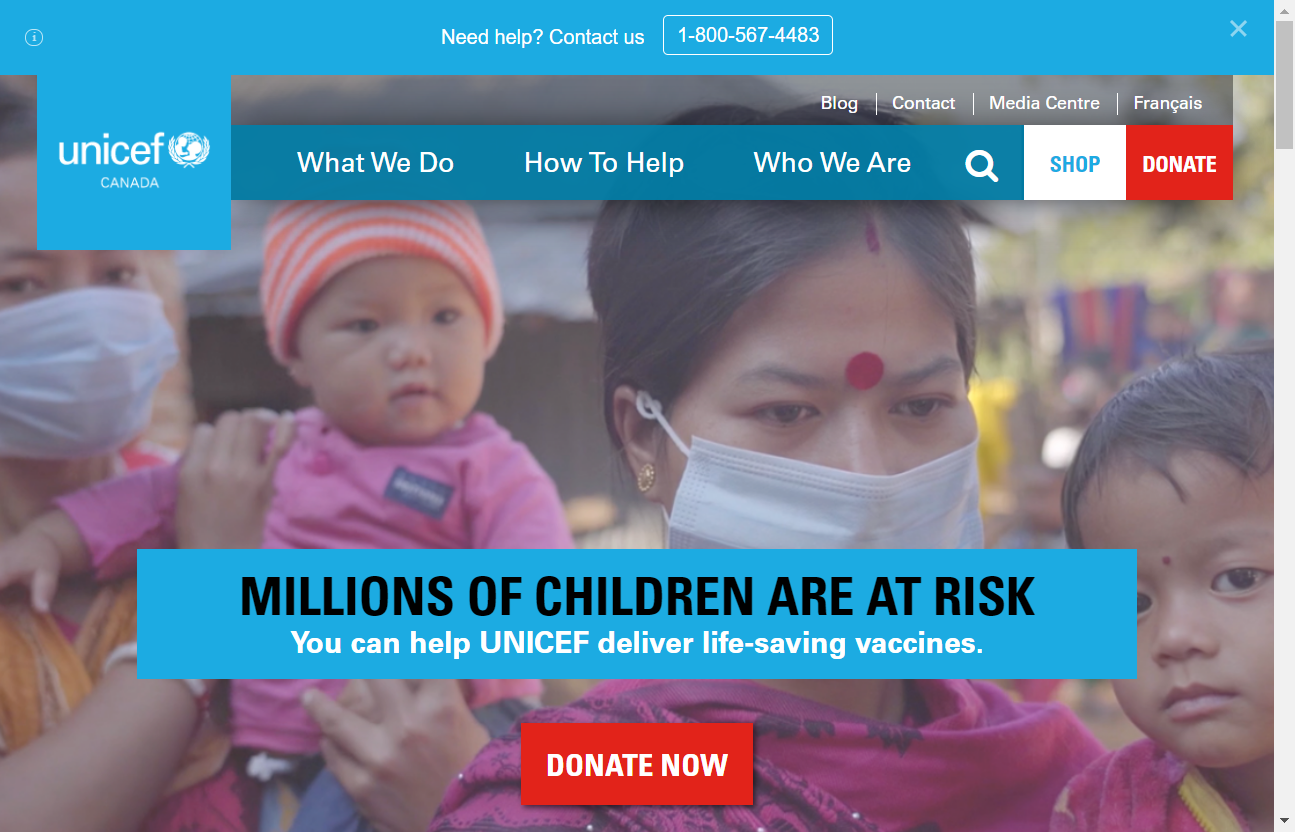 Need help? Contact us 1-800-567-4483
Blog Contact Media Centre Français
unicef
CANADA
What We Do How To Help Who We Are SHOP DONATE
MILLIONS OF CHILDREN ARE AT RISK
You can help UNICEF deliver life-saving vaccines.
DONATE NOW